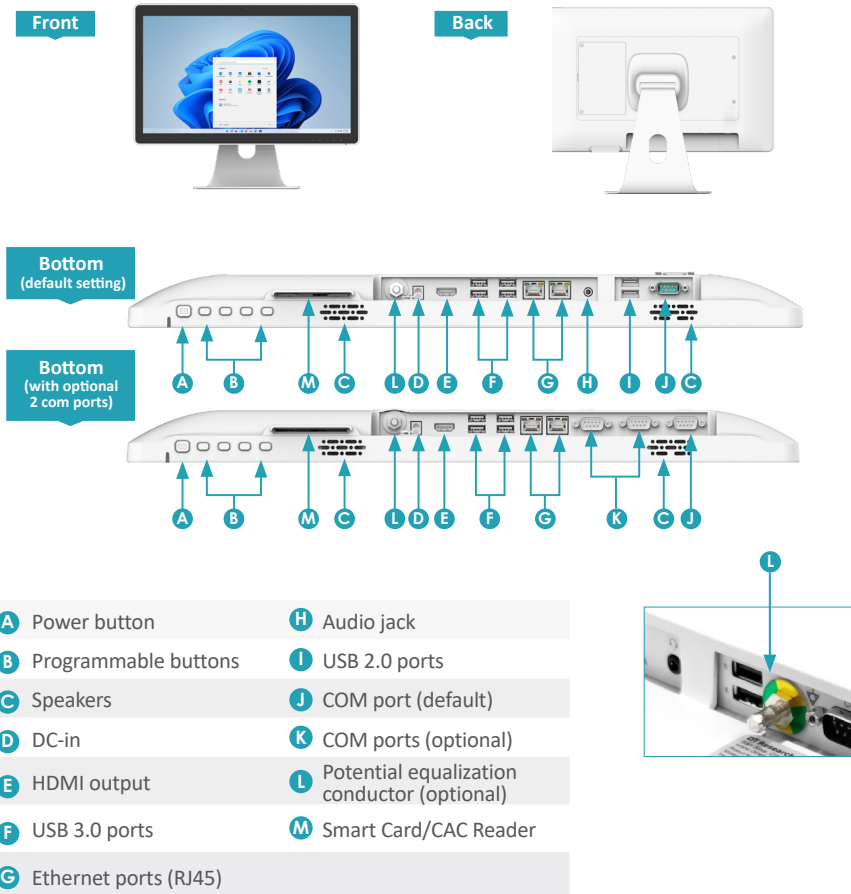 Front
Back
Bottom
(default setting)
A B M C L D E F G H I J C
Bottom
(with optional
2 com ports)
A B M C L D E F G K C J
L
A Power button
H Audio jack
B Programmable buttons
I USB 2.0 ports
C Speakers
J COM port (default)
D DC-in
K COM ports (optional)
E HDMI output
L Potential equalization
conductor (optional)
F USB 3.0 ports
M Smart Card/CAC Reader
G Ethernet ports (RJ45)
DT Research